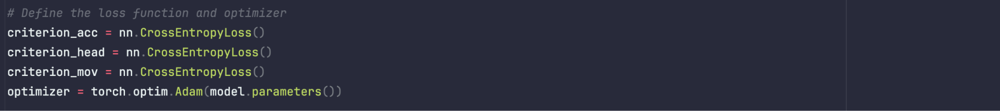 # Define the loss function and optimizer
criterion_acc = nn.CrossEntropyLoss()
criterion_head = nn.CrossEntropyLoss()
criterion_mov = nn.CrossEntropyLoss()
optimizer = torch.optim.Adam(model.parameters())